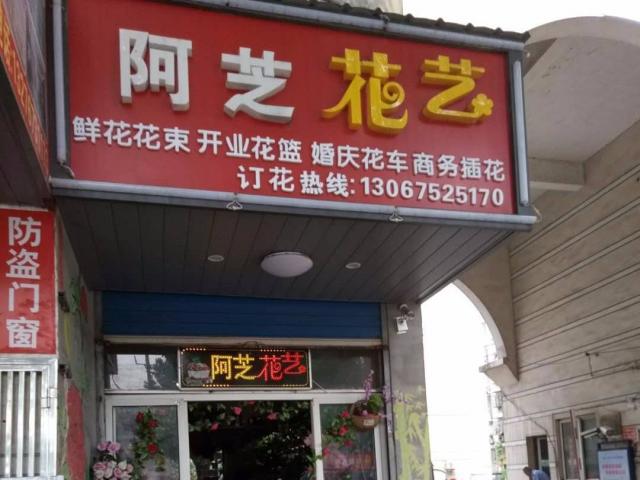 阿芝花艺
鲜花花束 开业花篮 婚庆花车 商务插花
订花热线:13067525170
防盗门窗
阿芝花艺